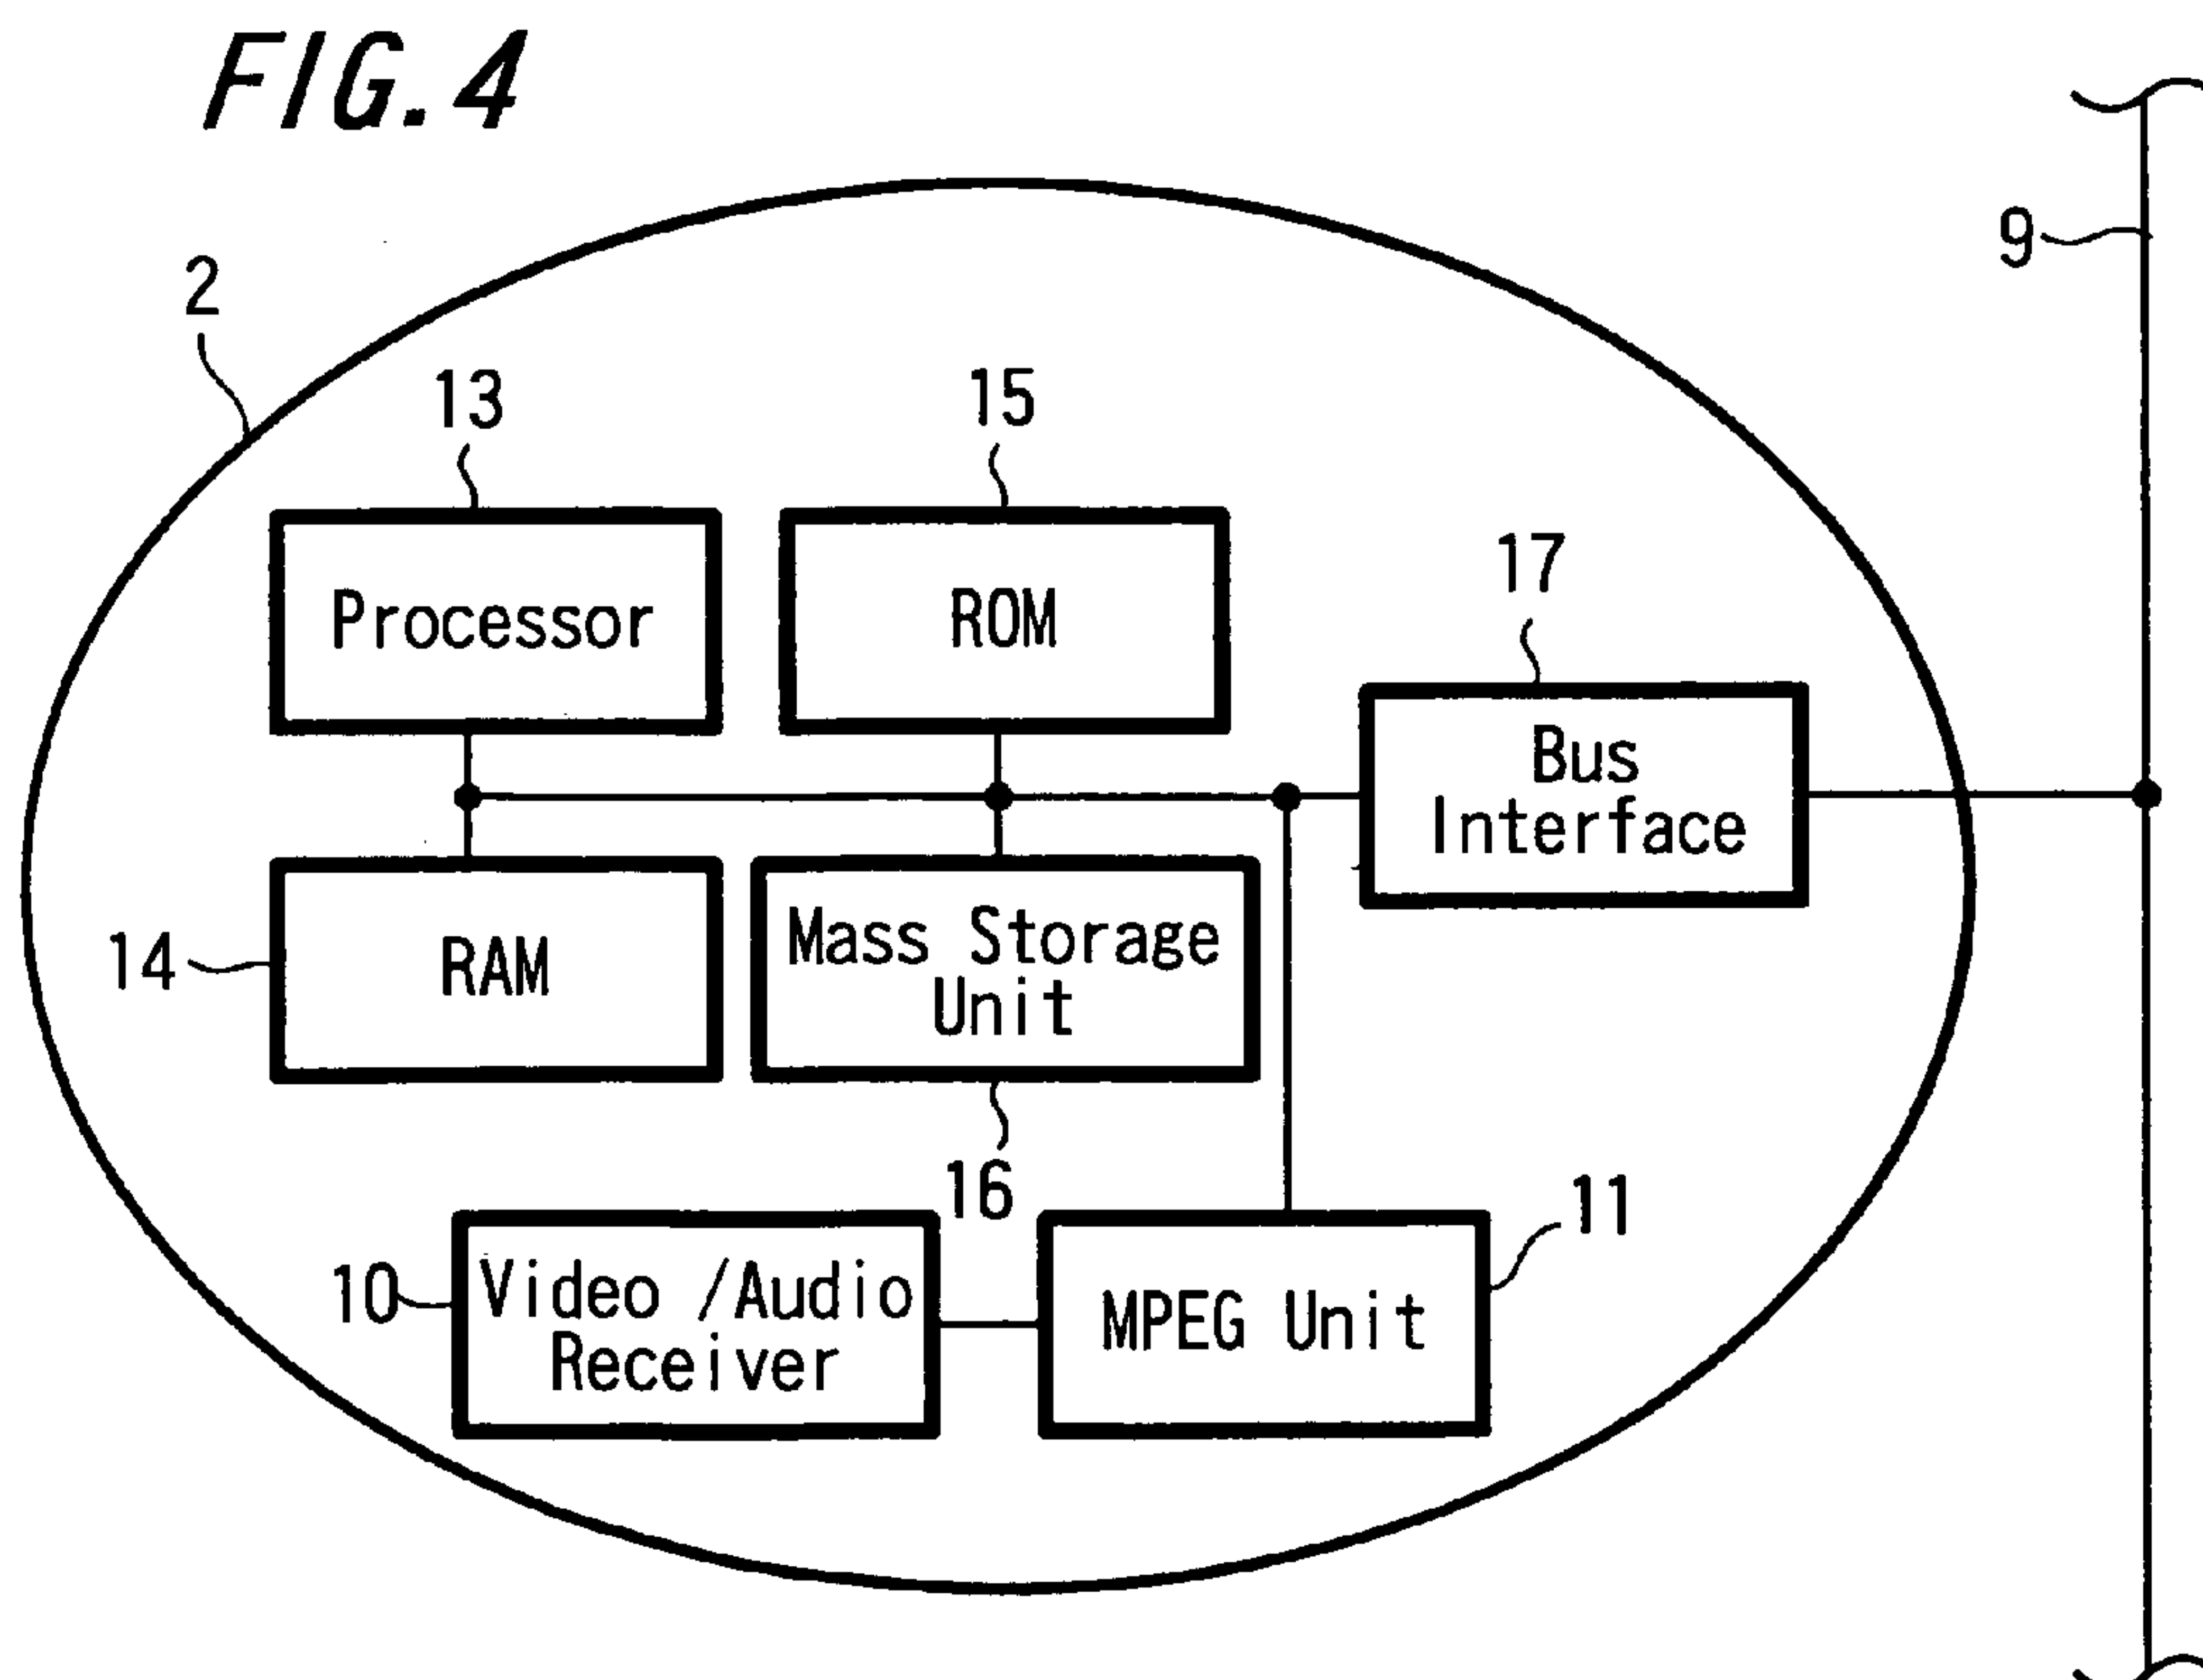 FIG.4
9
2
13
15
17
Processor
ROM
Bus
Interface
14
RAM
Mass Storage
Unit
16
11
10
Video /Audio
Receiver
MPEG Unit